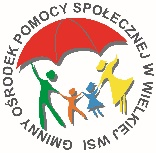 GMINNY OŚRODEK POMOCY SPOŁECZNEJ W WIELKIEJ WSI